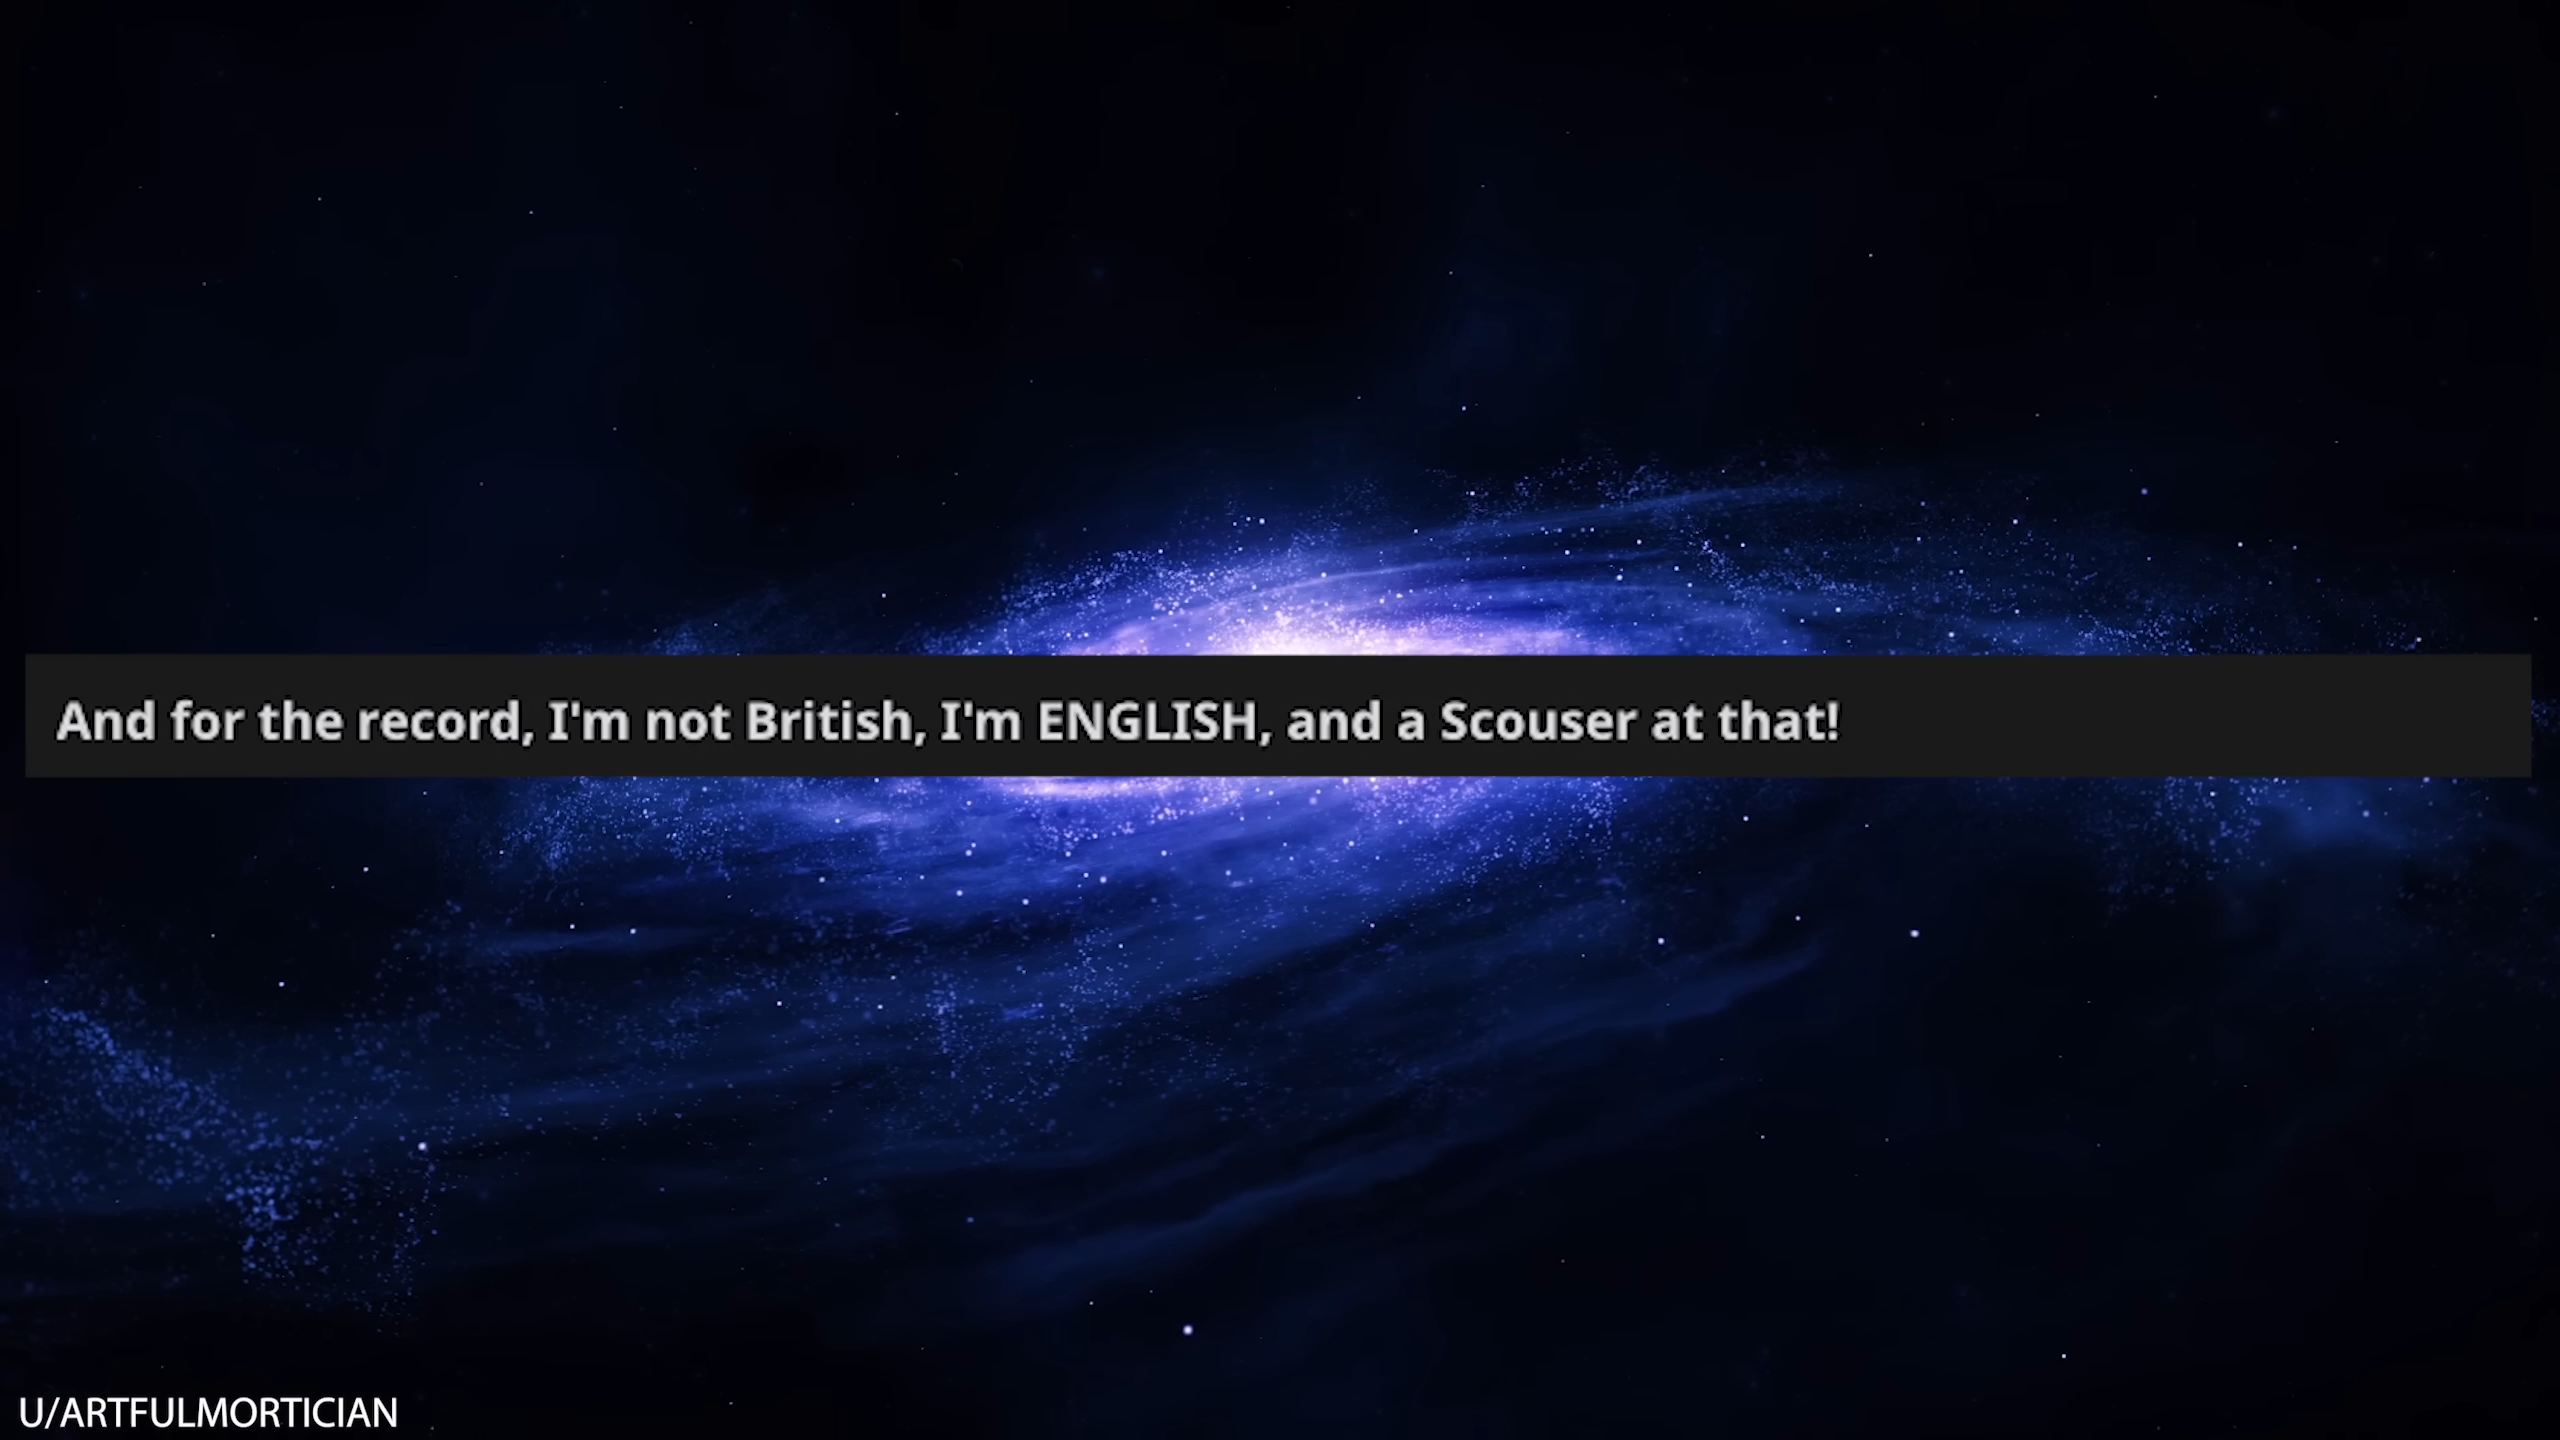 And for the record, I'm not British, I'm ENGLISH, and a Scouser at that!
U/ARTFULMORTICIAN